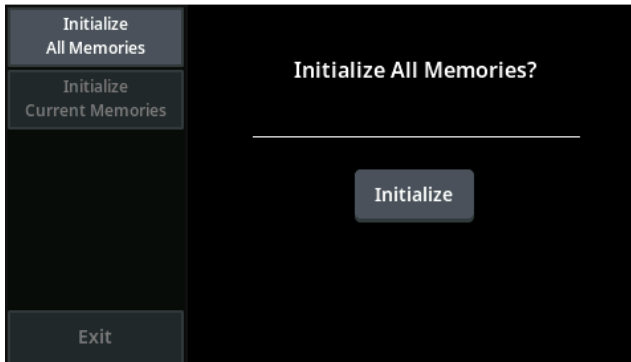 Initialize
All Memories
Initialize
Current Memories
Exit
Initialize All Memories?
Initialize